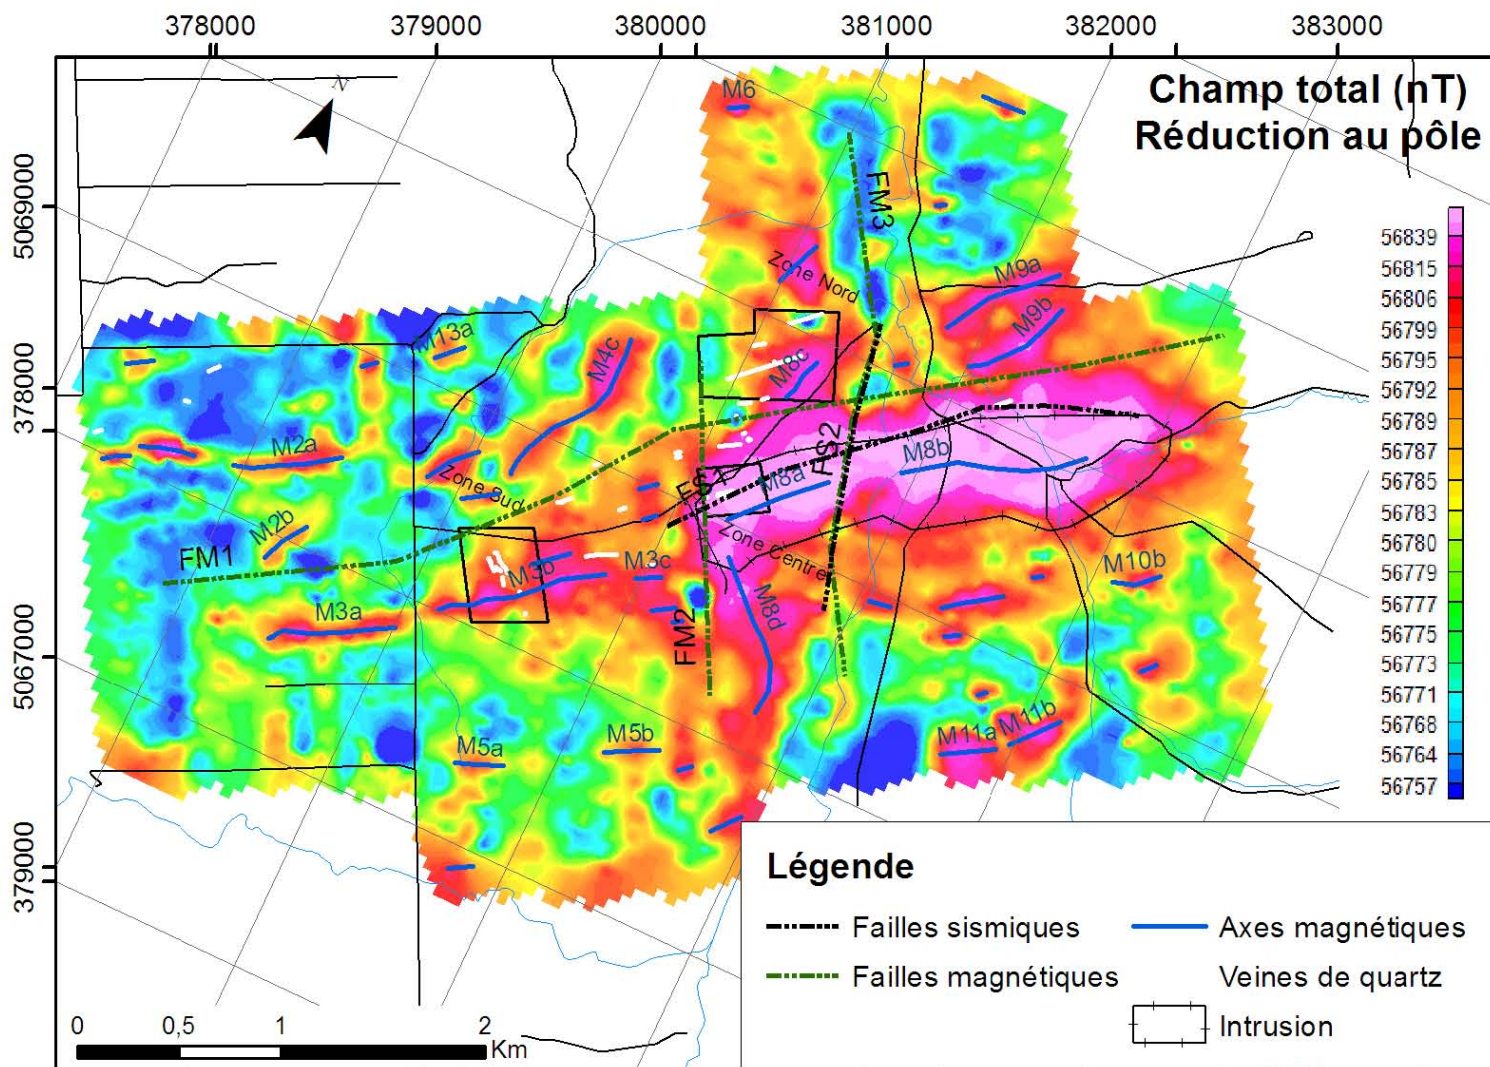 378000
379000
380000
381000
382000
383000
Champ total (nT)
Réduction au pôle
N
M6
FM3
5069000
Zone Nord
M9a
M9b
56839
56815
56806
56799
56795
56792
56789
56787
56785
56783
56780
56779
56777
56775
56773
56771
56768
56764
56757
M13a
M4c
M8c
378000
M2a
Zone Sud
FS1
M8a
FS2
M8b
M2b
FM1
M3b
M3c
Zone Centre
M10b
M3a
FM2
M8d
5067000
M5a
M5b
M11a
M11b
379000
Légende
Failles sismiques
Axes magnétiques
Failles magnétiques
Veines de quartz
Intrusion
0
0,5
1
2
Km